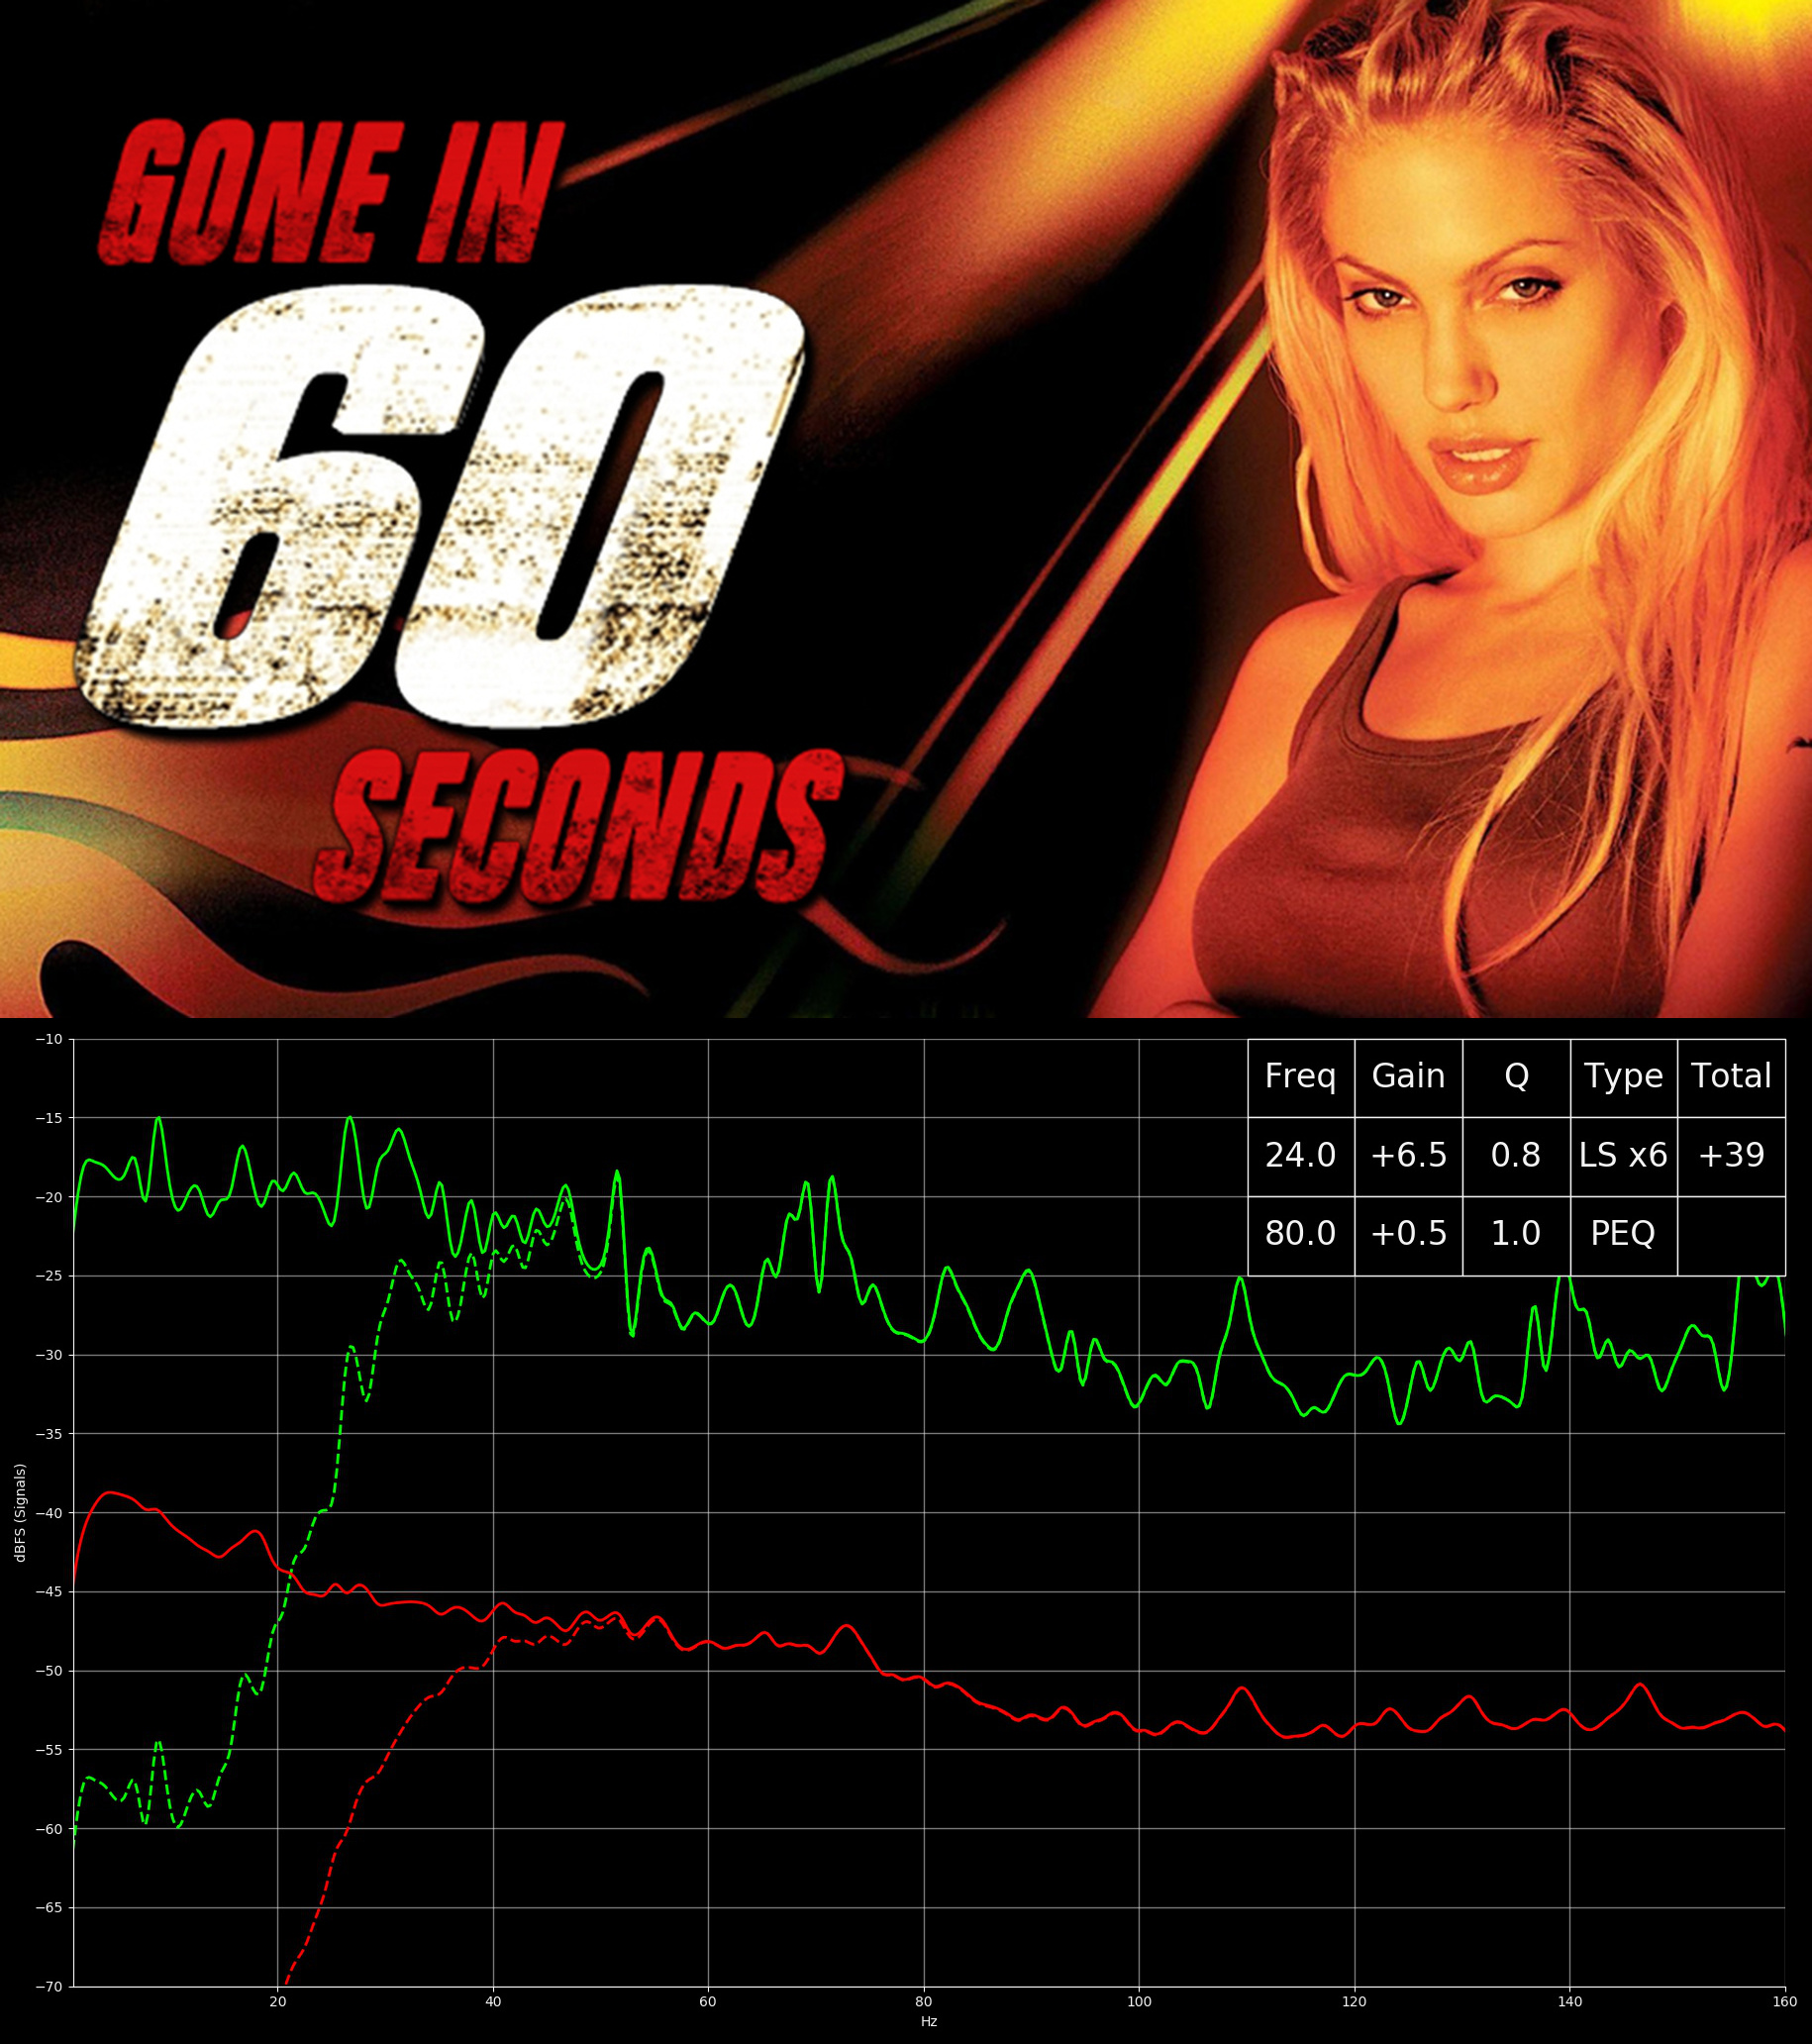 GONE IN
60
SECONDS
Freq Gain Q Type Total
24.0 +6.5 0.8 LS x6 +39
80.0 +0.5 1.0 PEQ
−10
−15
−20
−25
−30
−35
−40
−45
−50
−55
−60
−65
−70
dBFS (Signals)
20 40 60 80 100 120 140 160
Hz